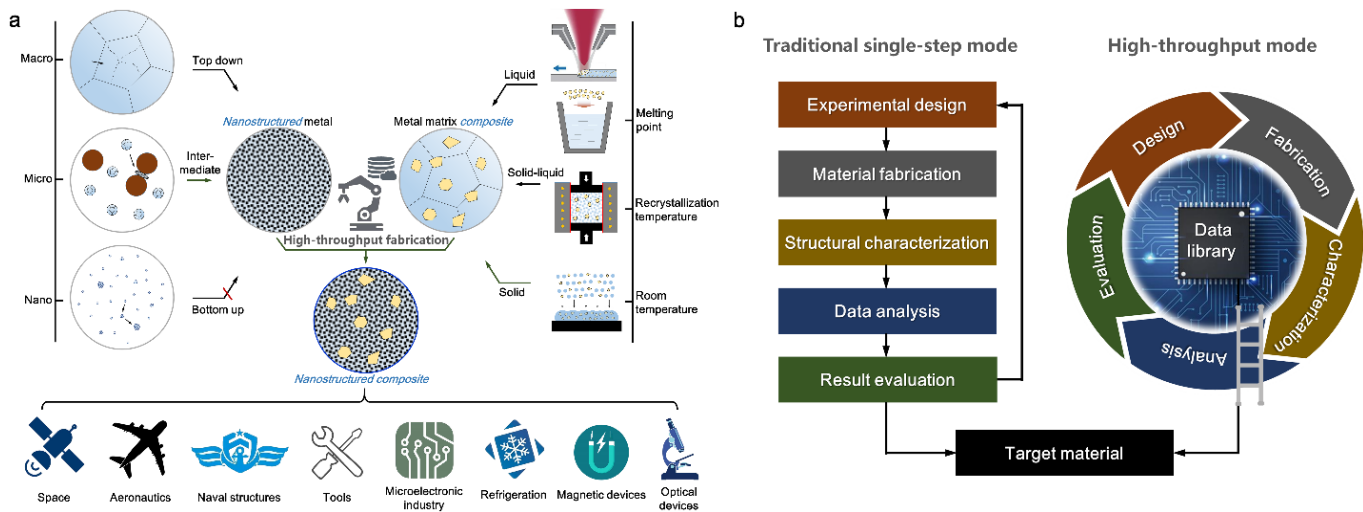 a
Macro
Top down
Micro
Inter-
mediate
Nano
Bottom up
Nanostructured metal
Metal matrix composite
High-throughput fabrication
Nanostructured composite
Liquid
Solid-liquid
Solid
Melting
point
Recrystallization
temperature
Room
temperature
Space
Aeronautics
Naval structures
Tools
Microelectronic
industry
Refrigeration
Magnetic devices
Optical
devices
b
Traditional single-step mode
Experimental design
Material fabrication
Structural characterization
Data analysis
Result evaluation
High-throughput mode
Design
Fabrication
Characterization
Analysis
Evaluation
Data
library
Target material